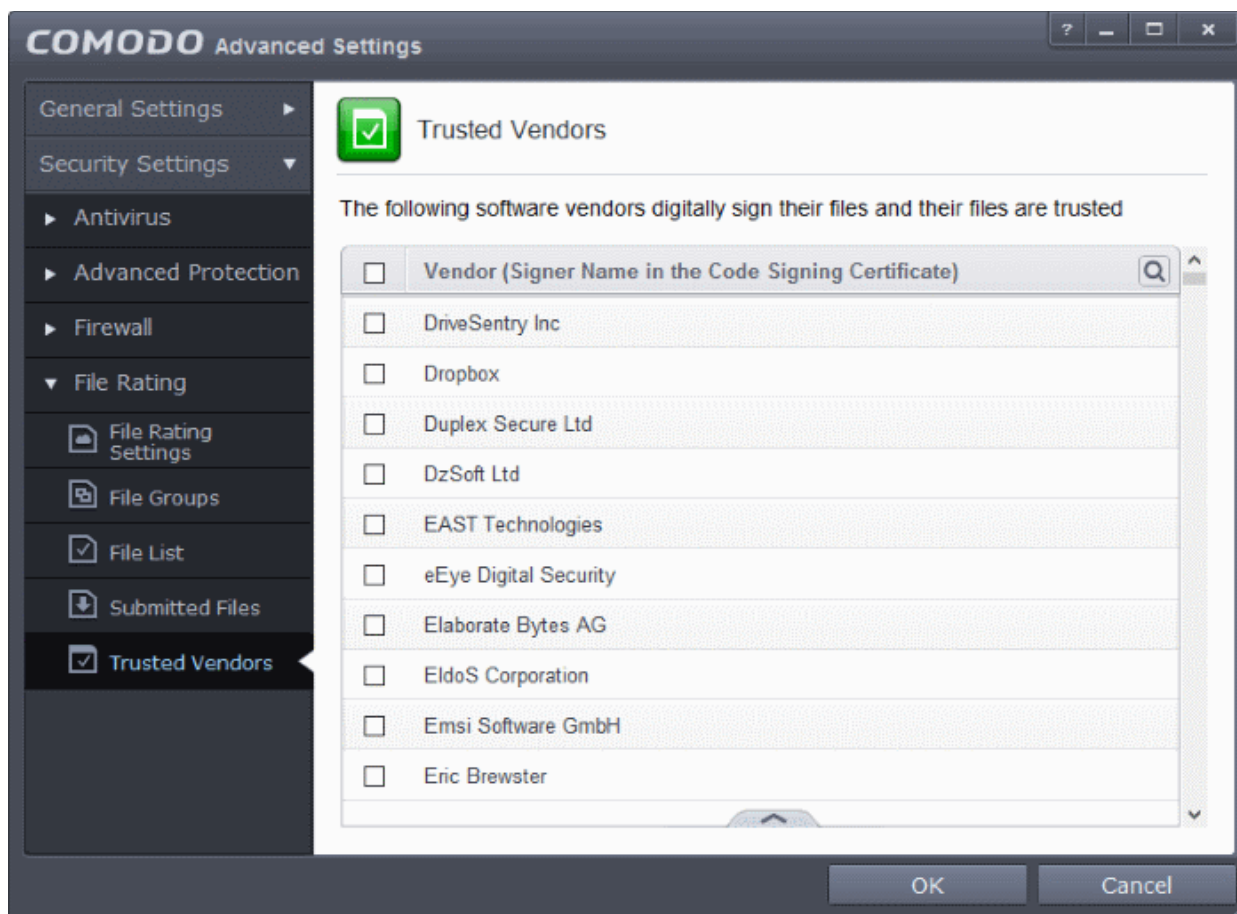 COMODO Advanced Settings
? 
General Settings
Security Settings
Antivirus
Advanced Protection
Firewall
File Rating
File Rating
Settings
File Groups
File List
Submitted Files
Trusted Vendors
Trusted Vendors
The following software vendors digitally sign their files and their files are trusted
Vendor (Signer Name in the Code Signing Certificate)
DriveSentry Inc
Dropbox
Duplex Secure Ltd
DzSoft Ltd
EAST Technologies
eEye Digital Security
Elaborate Bytes AG
EldoS Corporation
Emsi Software GmbH
Eric Brewster
OK Cancel